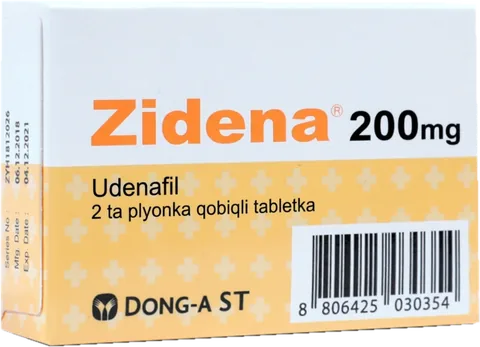 Zidena® 200mg
Udenafil
2 ta plyonka qobiqli tabletka
DONG-A ST
8 806425 030354
Series No : ZYH1812026
Mfg. Date : 06.12.2018
Exp. Date : 04.12.2021